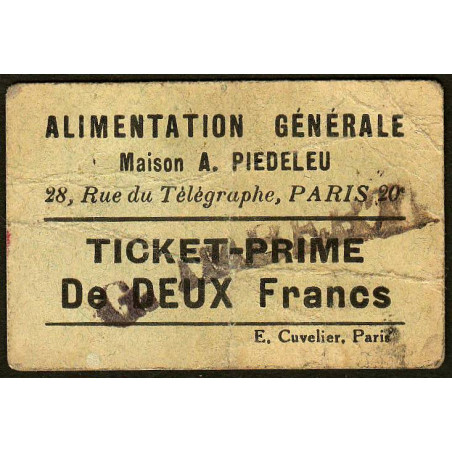 ALIMENTATION GÉNÉRALE
Maison A. PIEDELEU
28, Rue du Télégraphe, PARIS 20e
TICKET-PRIME
De DEUX Francs
E. Cuvelier, Paris